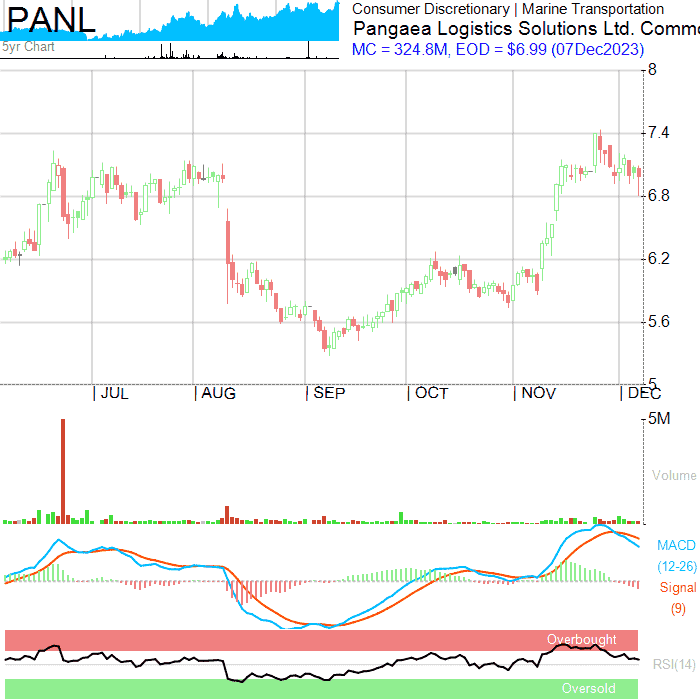 PANL
5yr Chart
Consumer Discretionary | Marine Transportation
Pangaea Logistics Solutions Ltd. Commo
MC = 324.8M, EOD = $6.99 (07Dec2023)
8
7.4
6.8
6.2
5.6
5
JUL AUG SEP OCT NOV DEC
5M
Volume
MACD
(12-26)
Signal
(9)
Overbought
RSI(14)
Oversold